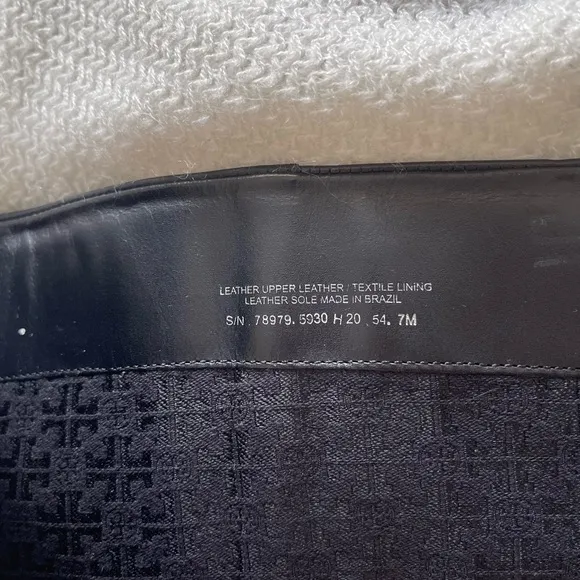 LEATHER UPPER LEATHER / TEXTILE LINING
LEATHER SOLE MADE IN BRAZIL
S/N . 78979. 5930 H 20 . 54. 7M